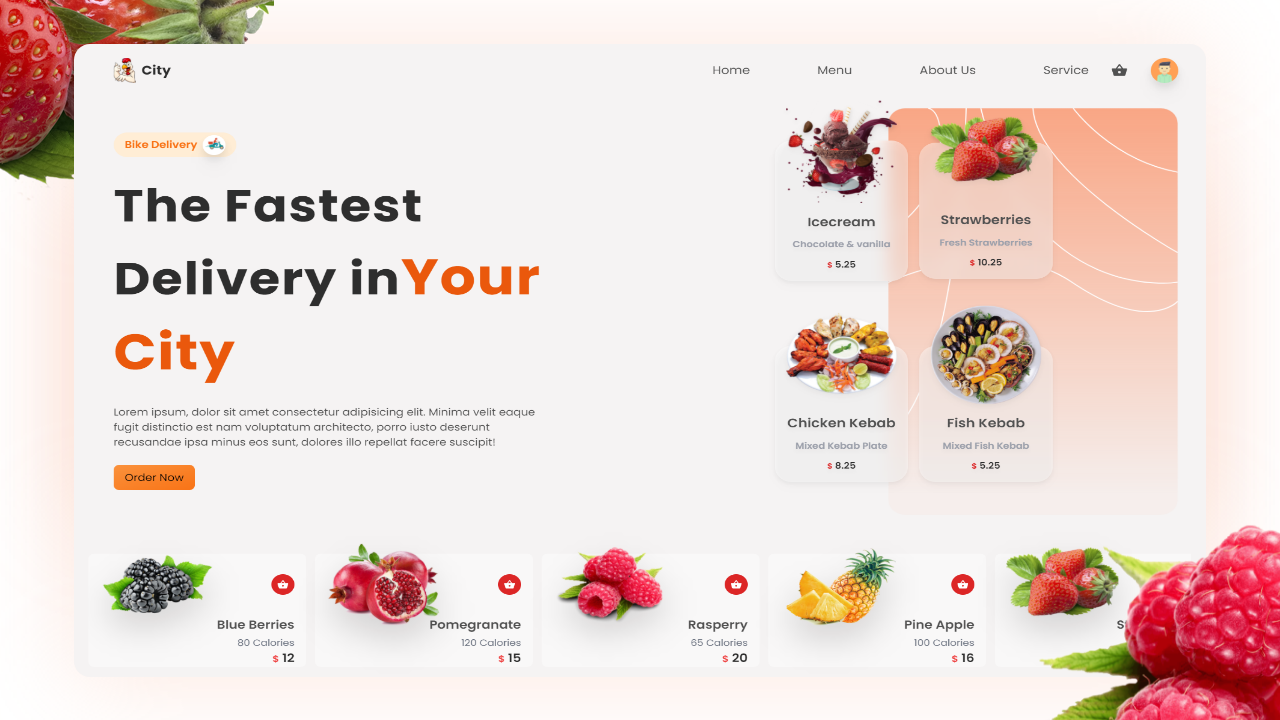 City
Home
Menu
About Us
Service
Bike Delivery
The Fastest
Delivery inYour
City
Lorem ipsum, dolor sit amet consectetur adipisicing elit. Minima velit eaque
fugit distinctio est nam voluptatum architecto, porro iusto deserunt
recusandae ipsa minus eos sunt, dolores illo repellat facere suscipit!
Order Now
Icecream
Chocolate & vanilla
$ 5.25
Strawberries
Fresh Strawberries
$ 10.25
Chicken Kebab
Mixed Kebab Plate
$ 8.25
Fish Kebab
Mixed Fish Kebab
$ 5.25
Blue Berries
80 Calories
$ 12
Pomegranate
120 Calories
$ 15
Rasperry
65 Calories
$ 20
Pine Apple
100 Calories
$ 16